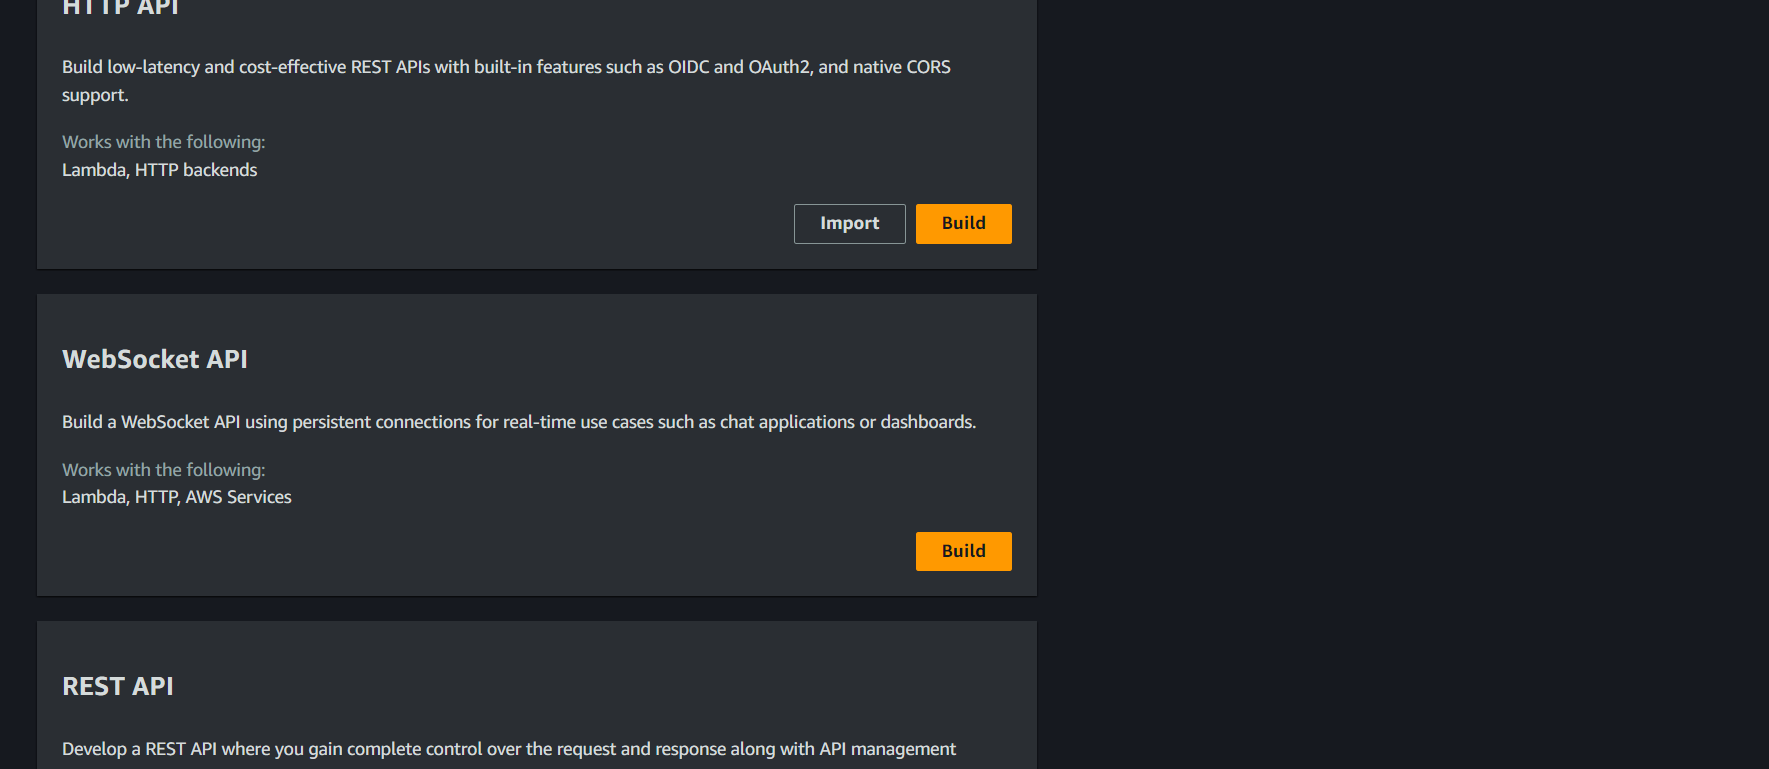 HTTP API
Build low-latency and cost-effective REST APIs with built-in features such as OIDC and OAuth2, and native CORS
support.
Works with the following:
Lambda, HTTP backends
Import
Build
WebSocket API
Build a WebSocket API using persistent connections for real-time use cases such as chat applications or dashboards.
Works with the following:
Lambda, HTTP, AWS Services
Build
REST API
Develop a REST API where you gain complete control over the request and response along with API management